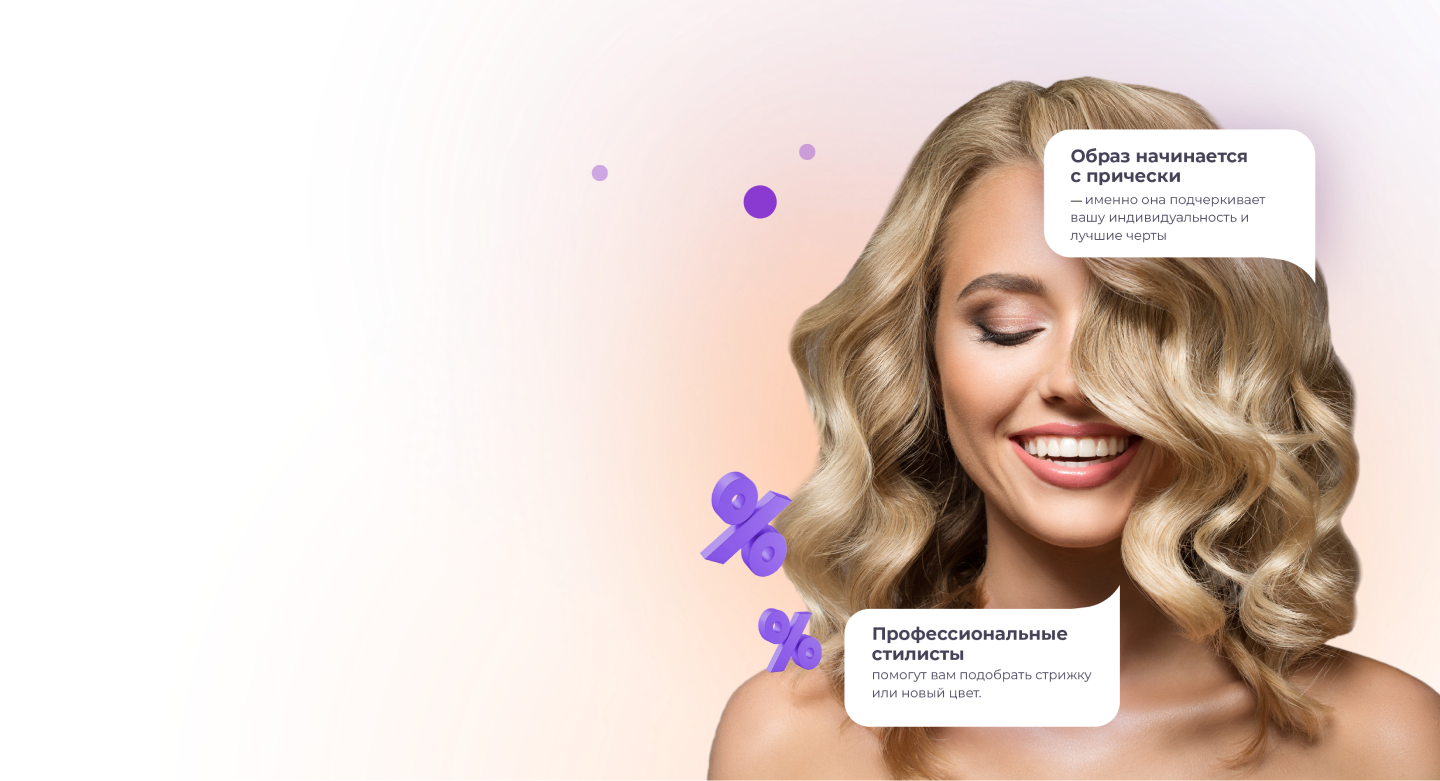 Образ начинается
с прически
— именно она подчеркивает
вашу индивидуальность и
лучшие черты
%
%
Профессиональные
стилисты
помогут вам подобрать стрижку
или новый цвет.